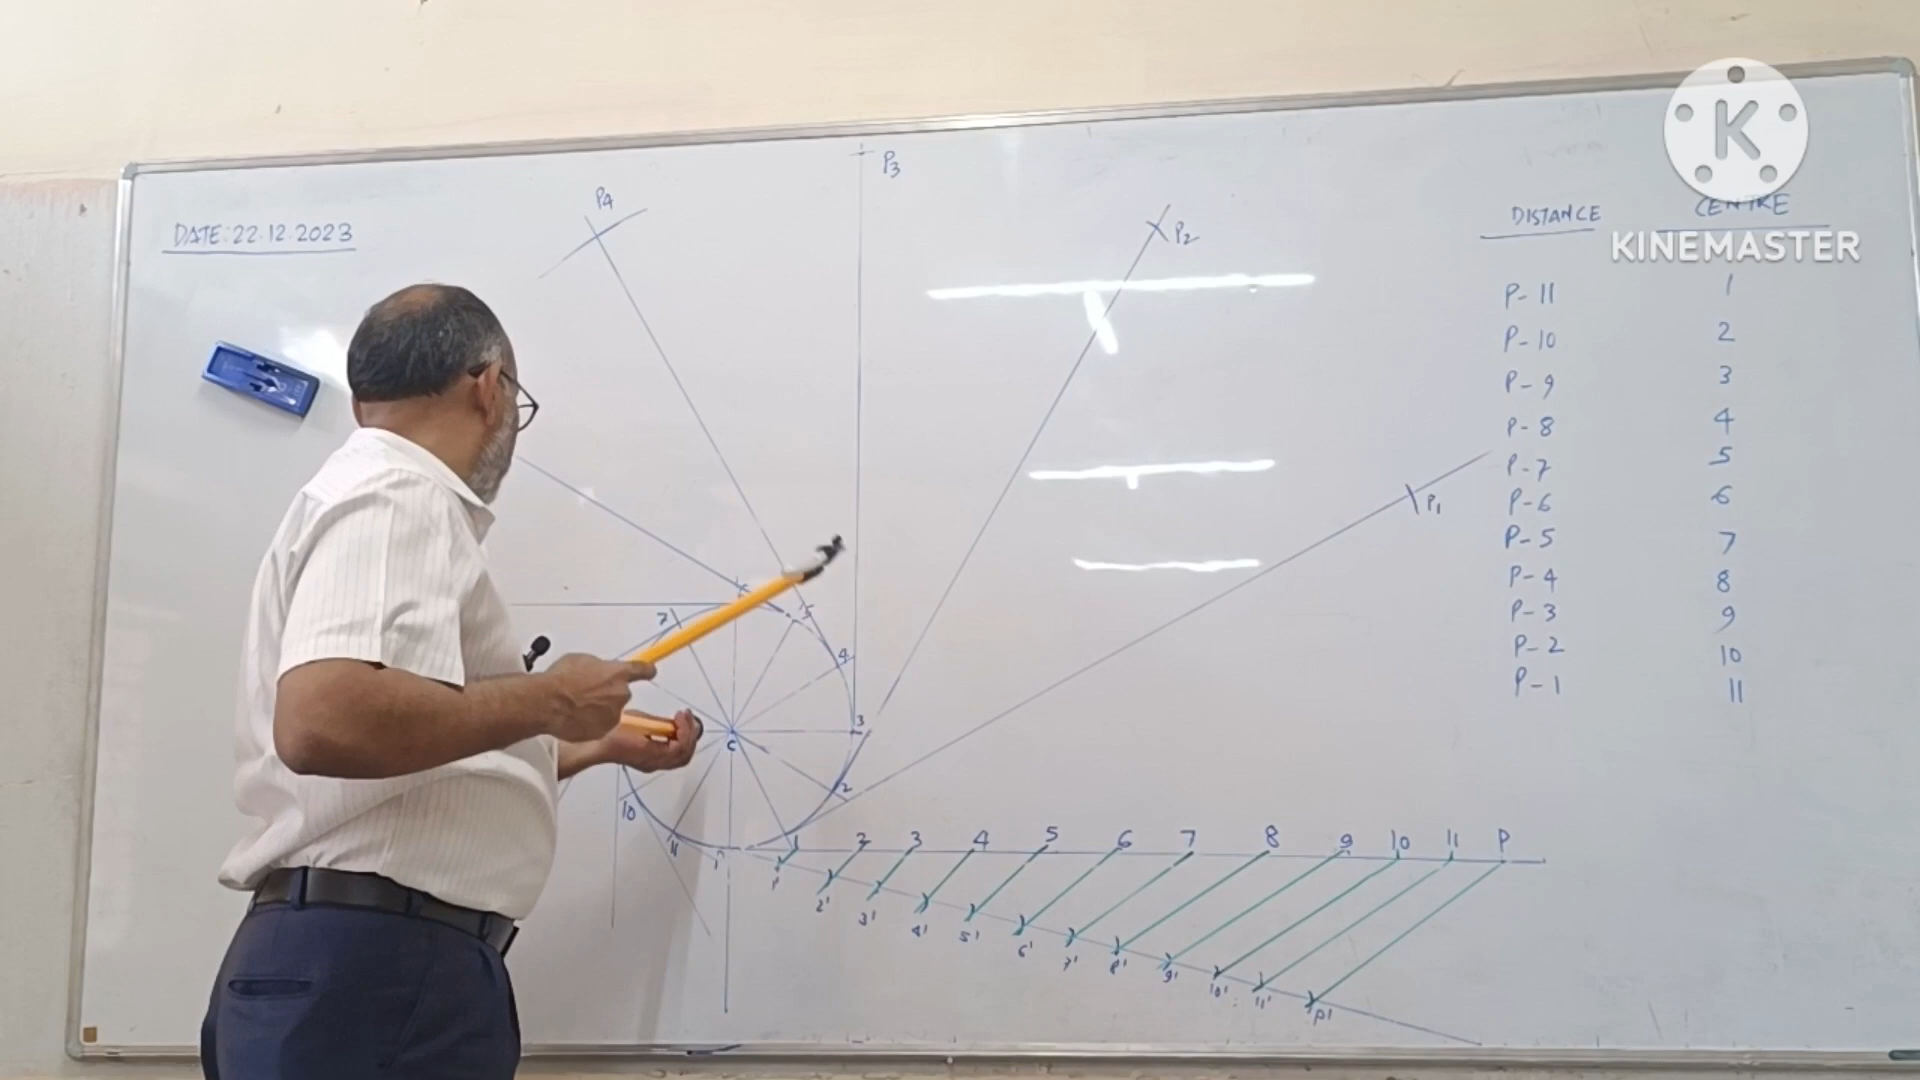 P3
P4
DATE: 22.12.2023
P2
DISTANCE CENTRE
K
KINEMASTER
P-11 1
P-10 2
P-9 3
P-8 4
P-7 5
P1
P-6 6
P-5 7
P-4 8
P-3 9
P-2 10
P-1 11
7 5
4
3
C
2
10
11
1 2 3 4 5 6 7 8 9 10 11 P
1' 2' 3' 4' 5' 6' 7' 8' 9' 10' 11' P'